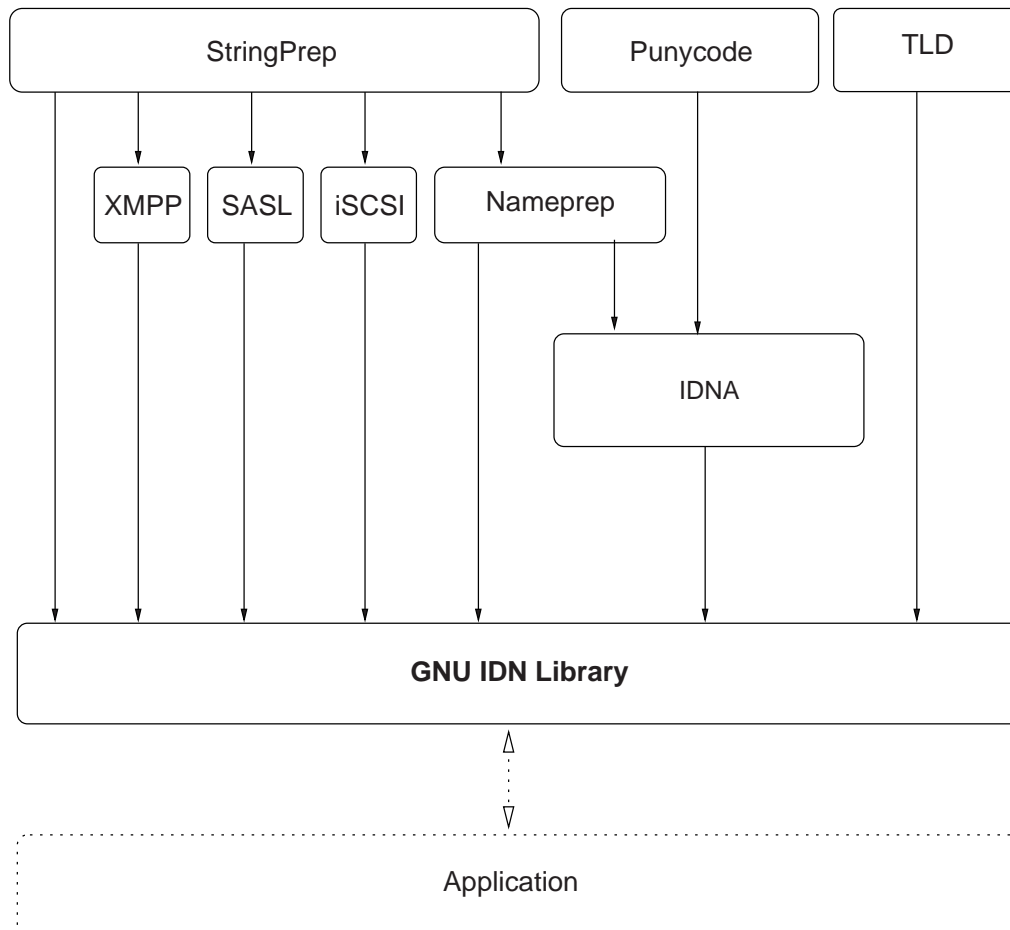 StringPrep
Punycode
TLD
XMPP
SASL
iSCSI
Nameprep
IDNA
GNU IDN Library
Application